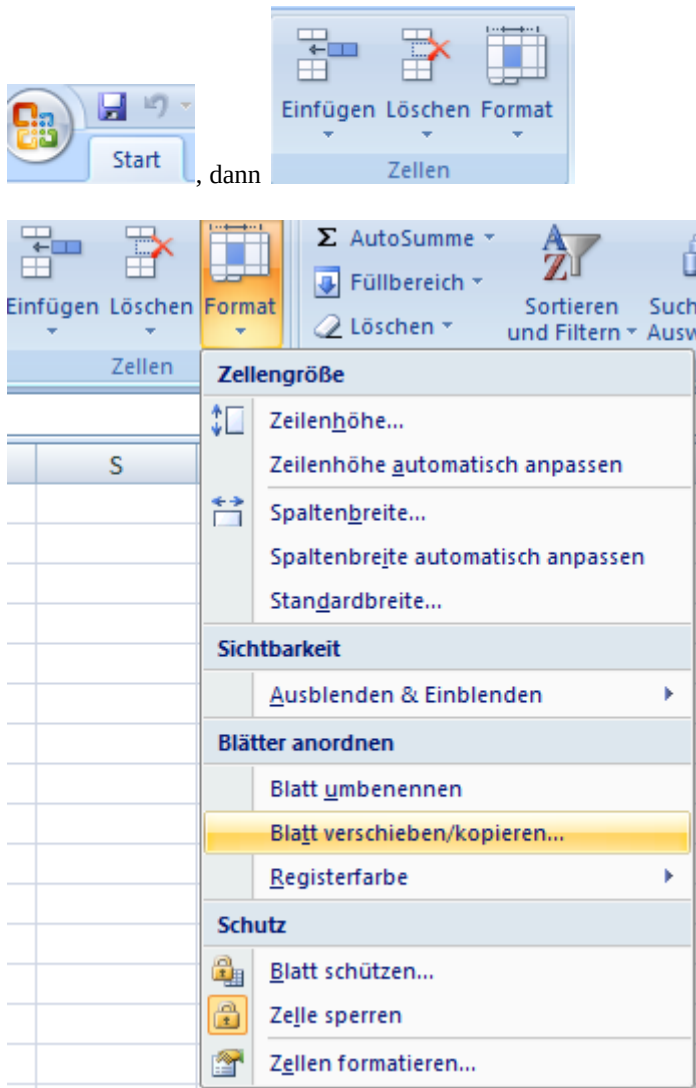 Einfügen Löschen Format
Start , dann Zellen
Einfügen Löschen Format
Σ AutoSumme
Füllbereich
Löschen
Sortieren
und Filtern
Zellen
S
Zellengröße
Zeilenhöhe...
Zeilenhöhe automatisch anpassen
Spaltenbreite...
Spaltenbreite automatisch anpassen
Standardbreite...
Sichtbarkeit
Ausblenden & Einblenden
Blätter anordnen
Blatt umbenennen
Blatt verschieben/kopieren...
Registerfarbe
Schutz
Blatt schützen...
Zelle sperren
Zellen formatieren...